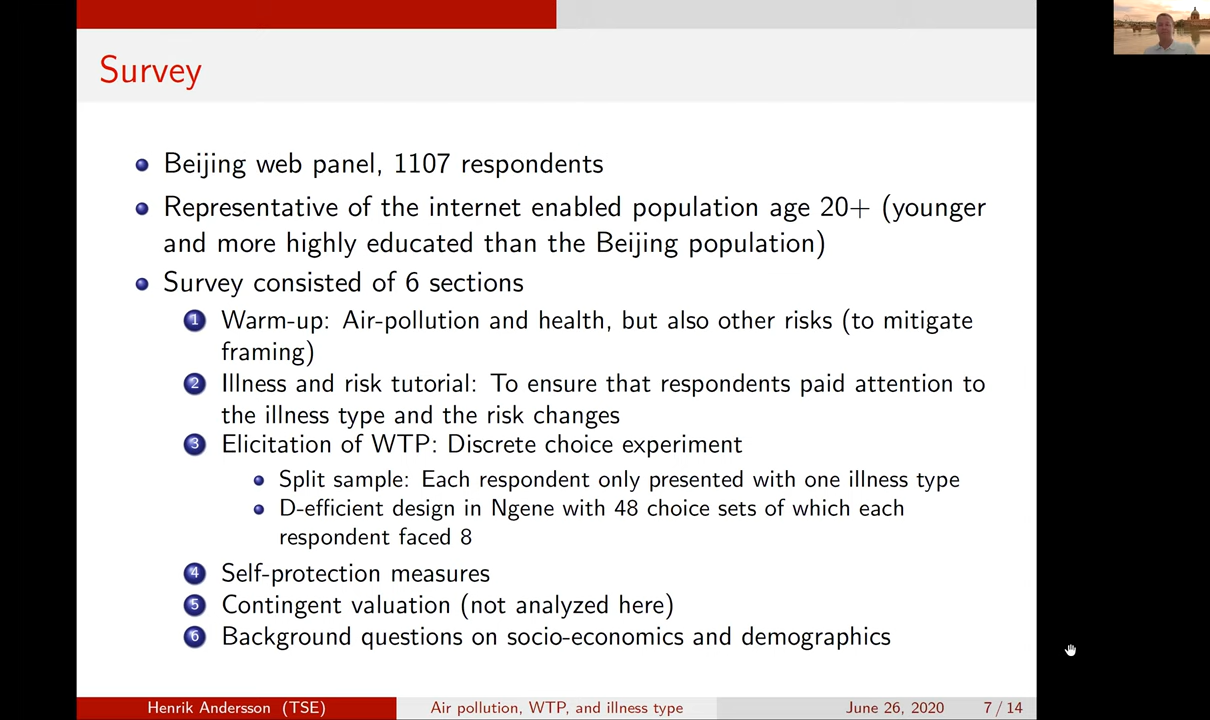 Survey
Beijing web panel, 1107 respondents
Representative of the internet enabled population age 20+ (younger
and more highly educated than the Beijing population)
Survey consisted of 6 sections
1 Warm-up: Air-pollution and health, but also other risks (to mitigate
framing)
2 Illness and risk tutorial: To ensure that respondents paid attention to
the illness type and the risk changes
3 Elicitation of WTP: Discrete choice experiment
Split sample: Each respondent only presented with one illness type
D-efficient design in Ngene with 48 choice sets of which each
respondent faced 8
4 Self-protection measures
5 Contingent valuation (not analyzed here)
6 Background questions on socio-economics and demographics
Henrik Andersson (TSE) Air pollution, WTP, and illness type June 26, 2020 7 / 14